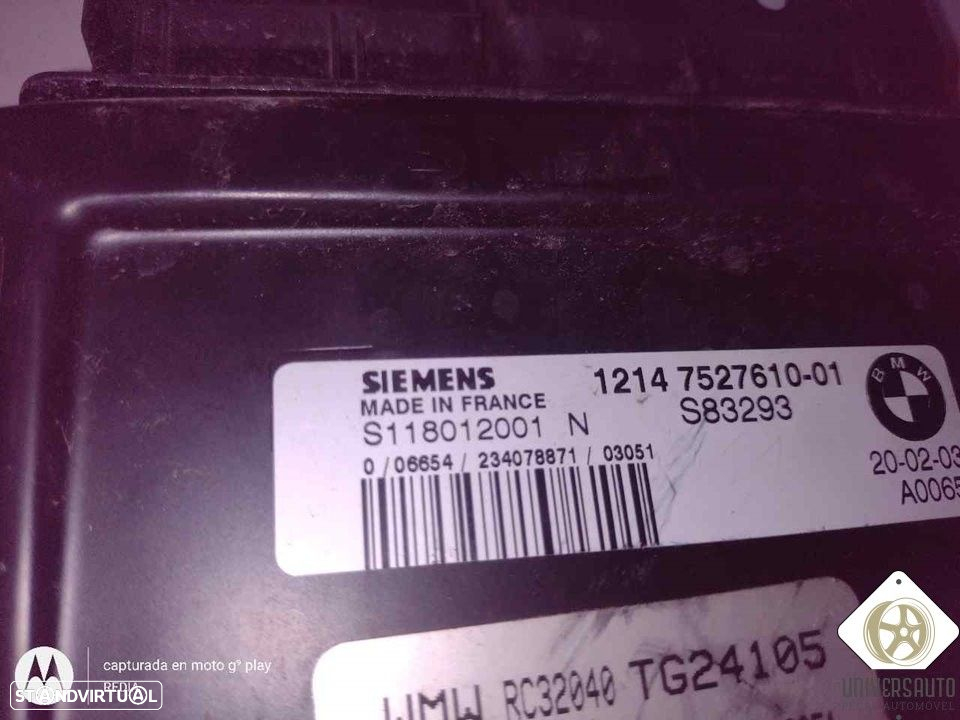 SIEMENS
MADE IN FRANCE
S118012001 N
0 / 06654 / 234078871 / 03051
1214 7527610-01
S83293
BMW
20-02-03
A0065
WMW RC32040 TG24105
capturada en moto g⁹ play
STANDVIRTUAL
UNIVERSAUTO